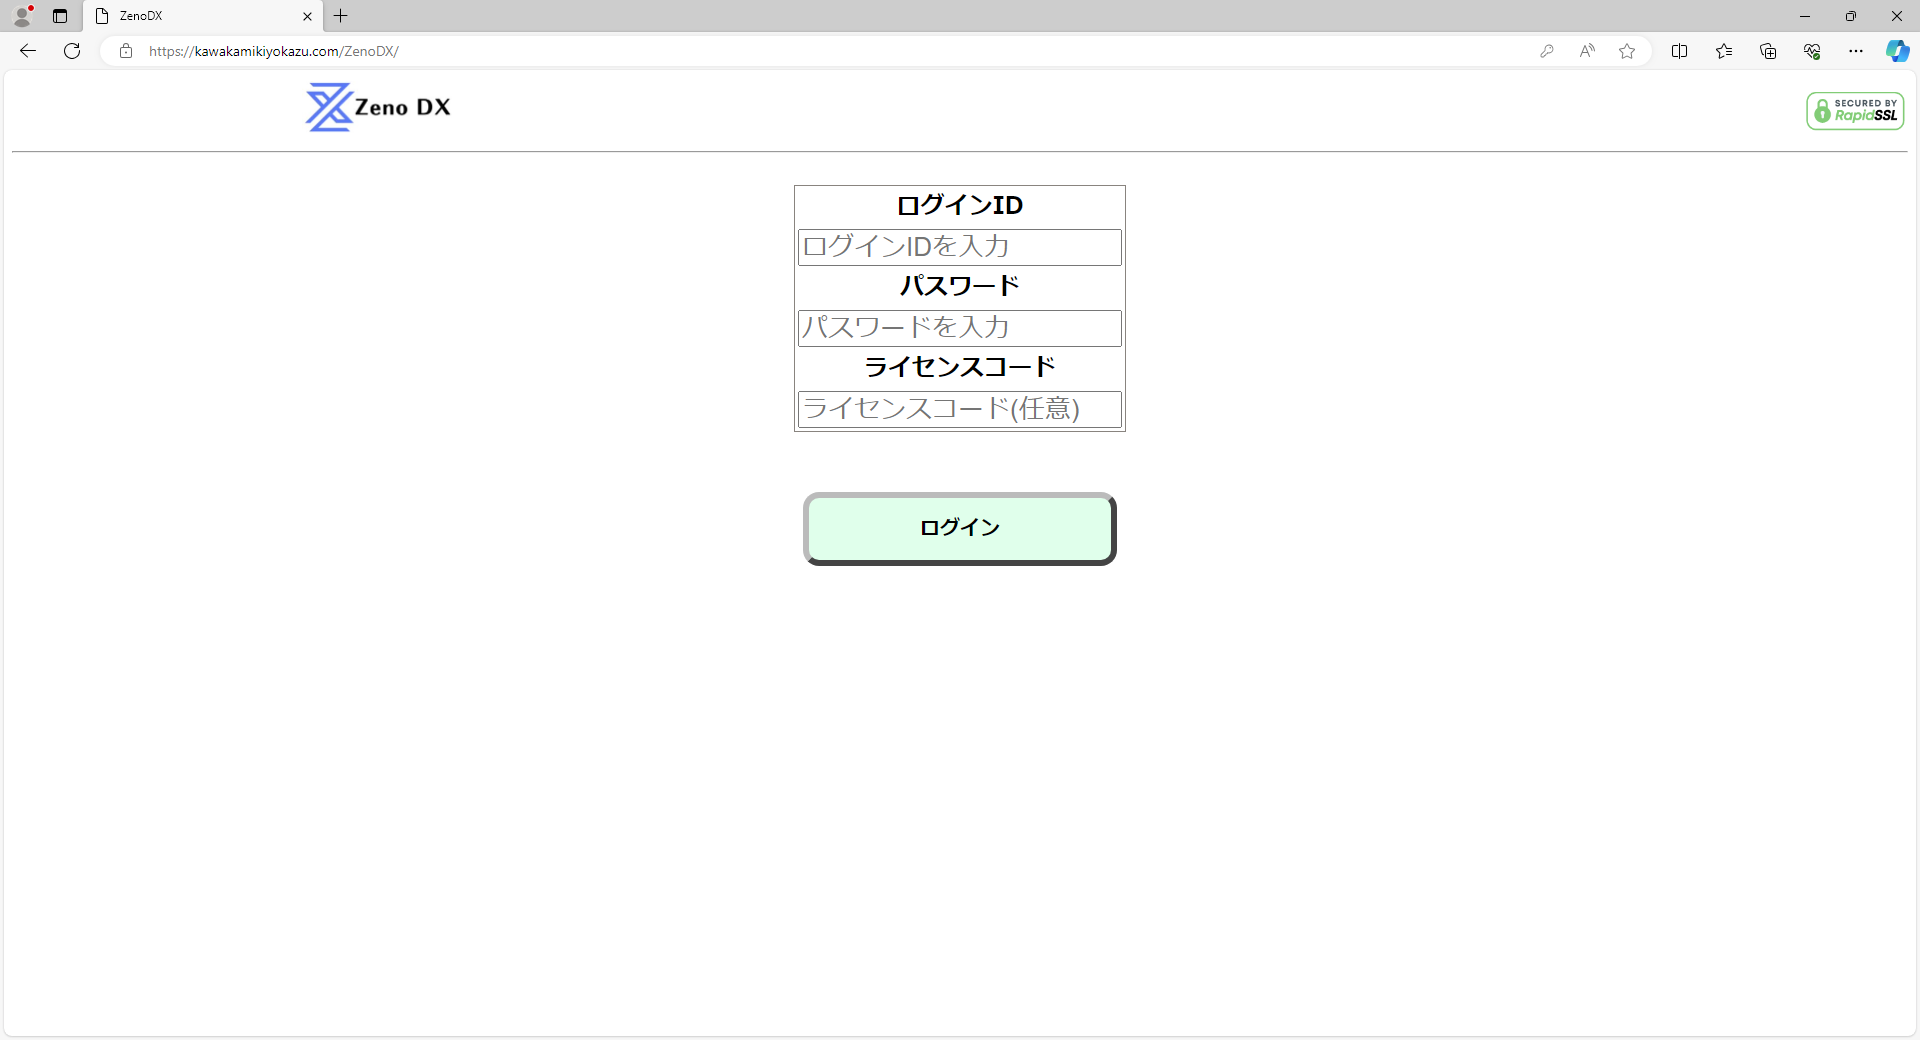 ZenoDX
https://kawakamikiyokazu.com/ZenoDX/
Zeno DX
SECURED BY
RapidSSL
ログインID
ログインIDを入力
パスワード
パスワードを入力
ライセンスコード
ライセンスコード(任意)
ログイン